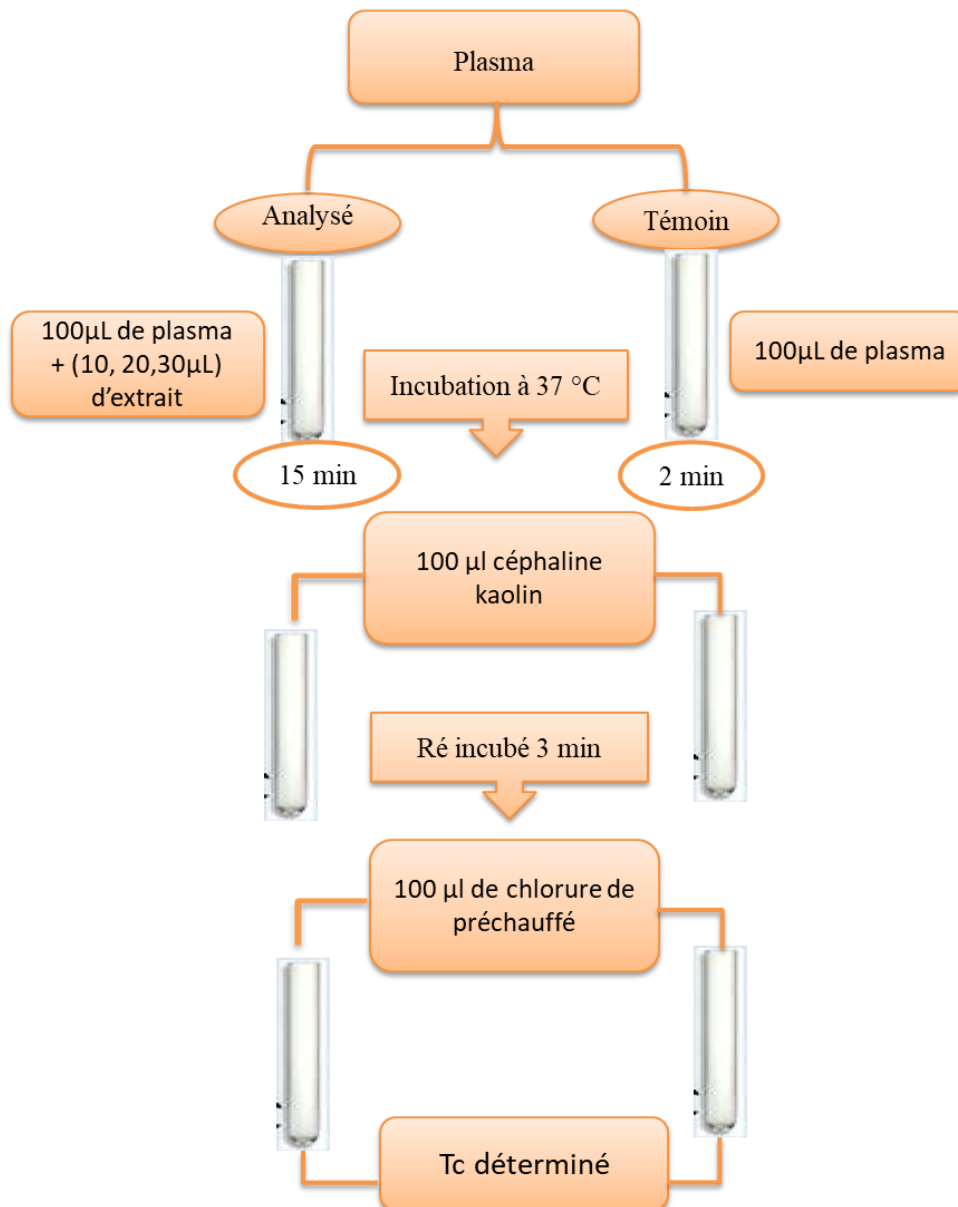 Plasma
Analysé
Témoin
100µL de plasma
+ (10, 20,30µL)
d’extrait
Incubation à 37 °C
100µL de plasma
15 min
2 min
100 µl céphaline
kaolin
Ré incubé 3 min
100 µl de chlorure de
préchauffé
Tc déterminé